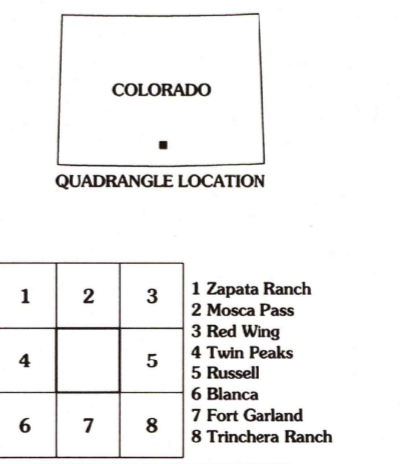 COLORADO
QUADRANGLE LOCATION
1 2 3
4 5
6 7 8
1 Zapata Ranch
2 Mosca Pass
3 Red Wing
4 Twin Peaks
5 Russell
6 Blanca
7 Fort Garland
8 Trinchera Ranch